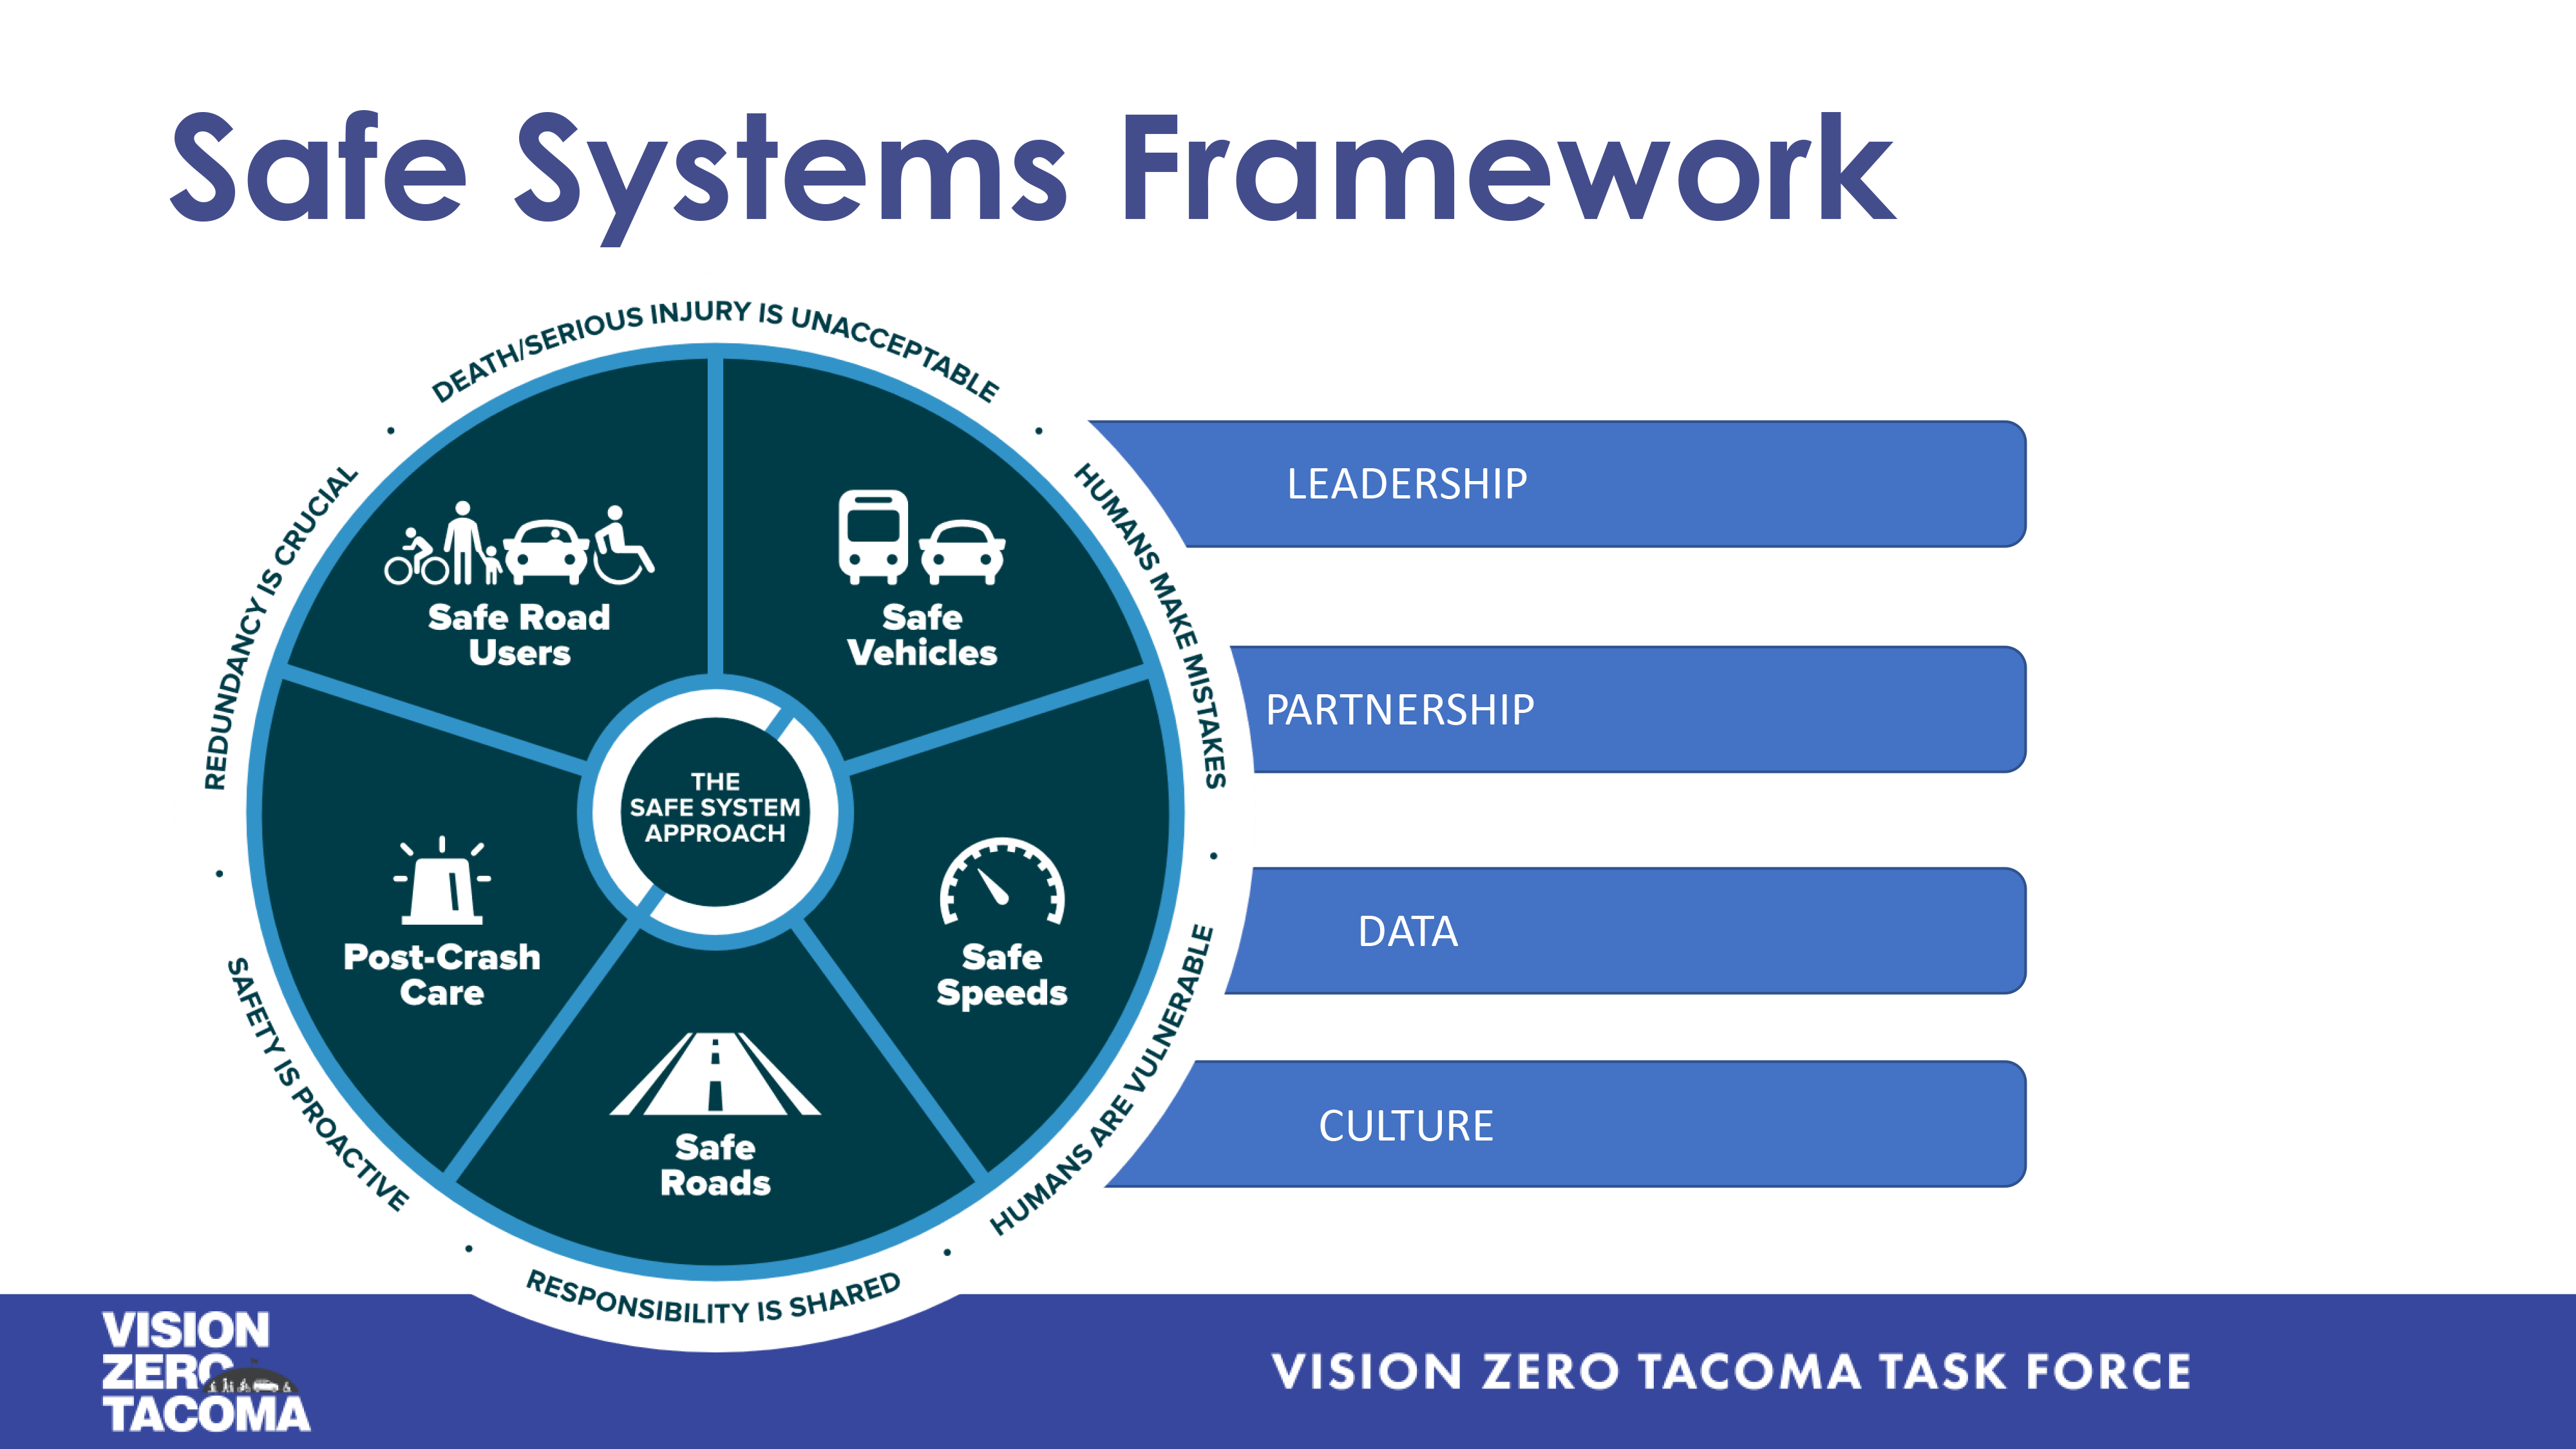 Safe Systems Framework
DEATH/SERIOUS INJURY IS UNACCEPTABLE
HUMANS MAKE MISTAKES
HUMANS ARE VULNERABLE
RESPONSIBILITY IS SHARED
SAFETY IS PROACTIVE
REDUNDANCY IS CRUCIAL
Safe Road
Users
Safe
Vehicles
THE
SAFE SYSTEM
APPROACH
Post-Crash
Care
Safe
Speeds
Safe
Roads
LEADERSHIP
PARTNERSHIP
DATA
CULTURE
VISION
ZERO
TACOMA
VISION ZERO TACOMA TASK FORCE